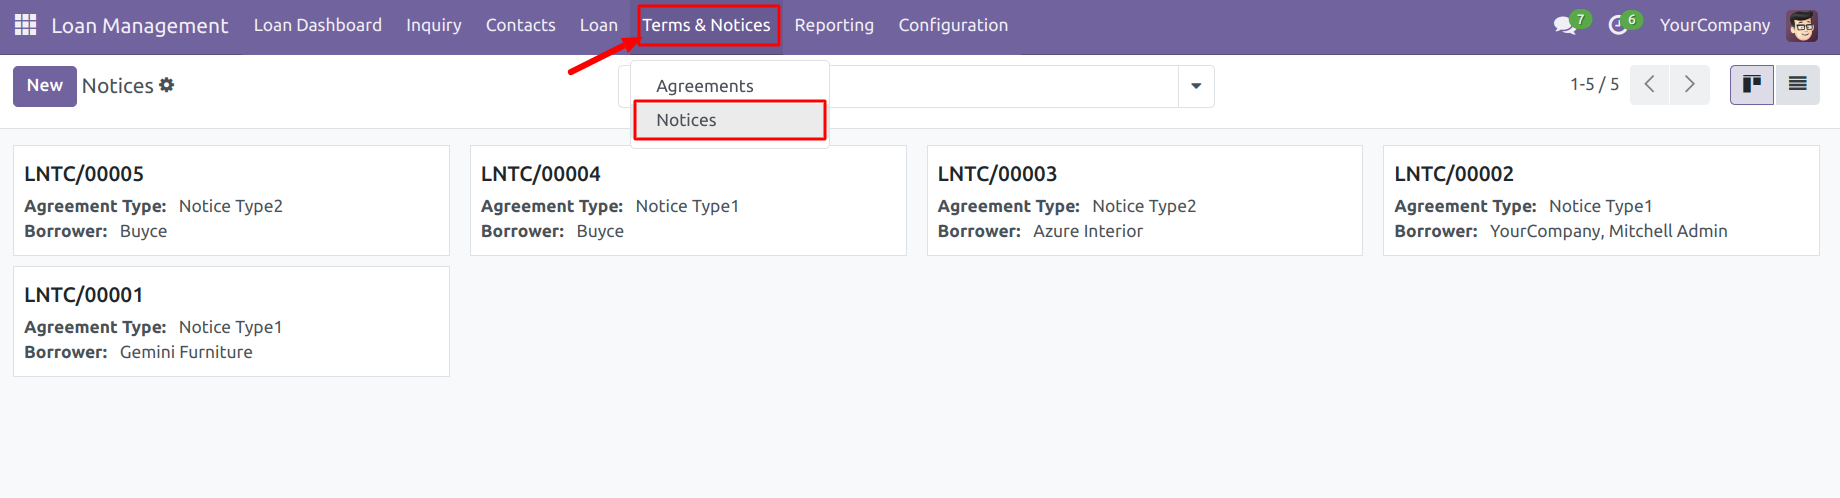 Loan Management Loan Dashboard Inquiry Contacts Loan Terms & Notices Reporting Configuration 7 6 YourCompany
New Notices 1-5 / 5
Agreements
Notices
LNTC/00005
Agreement Type: Notice Type2
Borrower: Buyce
LNTC/00004
Agreement Type: Notice Type1
Borrower: Buyce
LNTC/00003
Agreement Type: Notice Type2
Borrower: Azure Interior
LNTC/00002
Agreement Type: Notice Type1
Borrower: YourCompany, Mitchell Admin
LNTC/00001
Agreement Type: Notice Type1
Borrower: Gemini Furniture